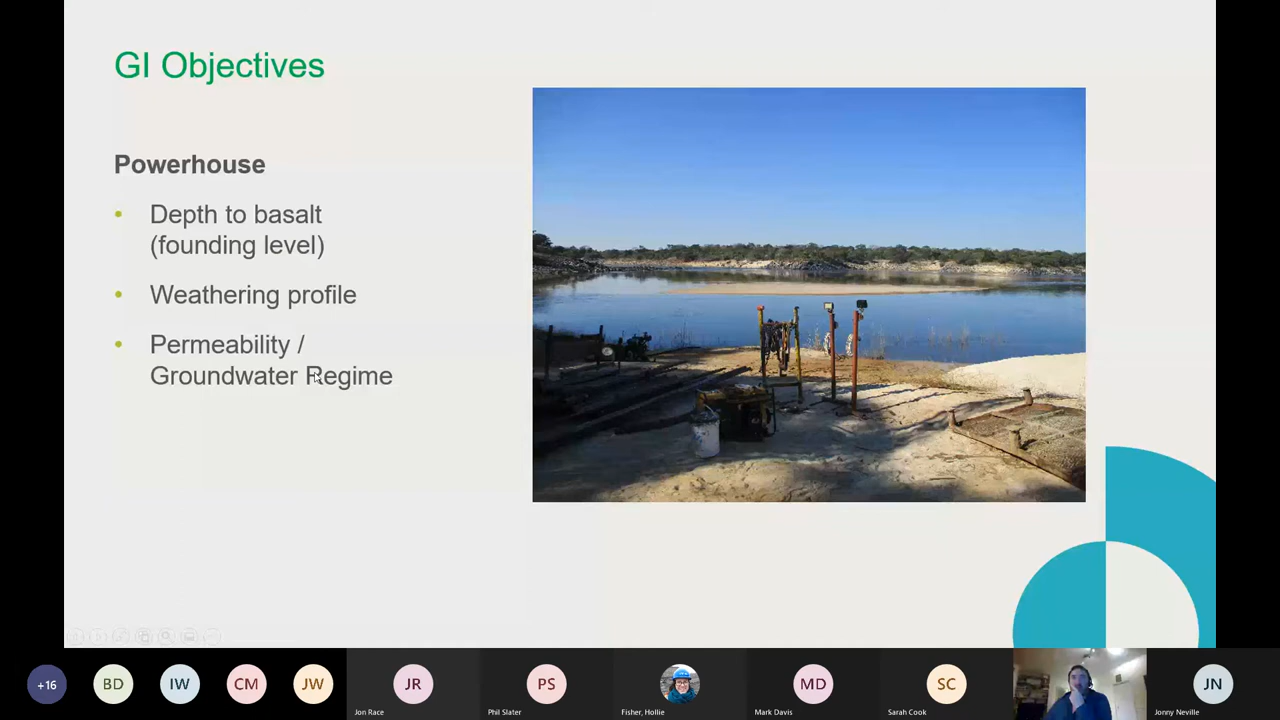 GI Objectives
Powerhouse
• Depth to basalt
(founding level)
• Weathering profile
• Permeability /
Groundwater Regime
+16
BD
IW
CM
JW
JR
PS
MD
SC
JN
Jon Race
Phil Slater
Fisher, Hollie
Mark Davis
Sarah Cook
Jonny Neville